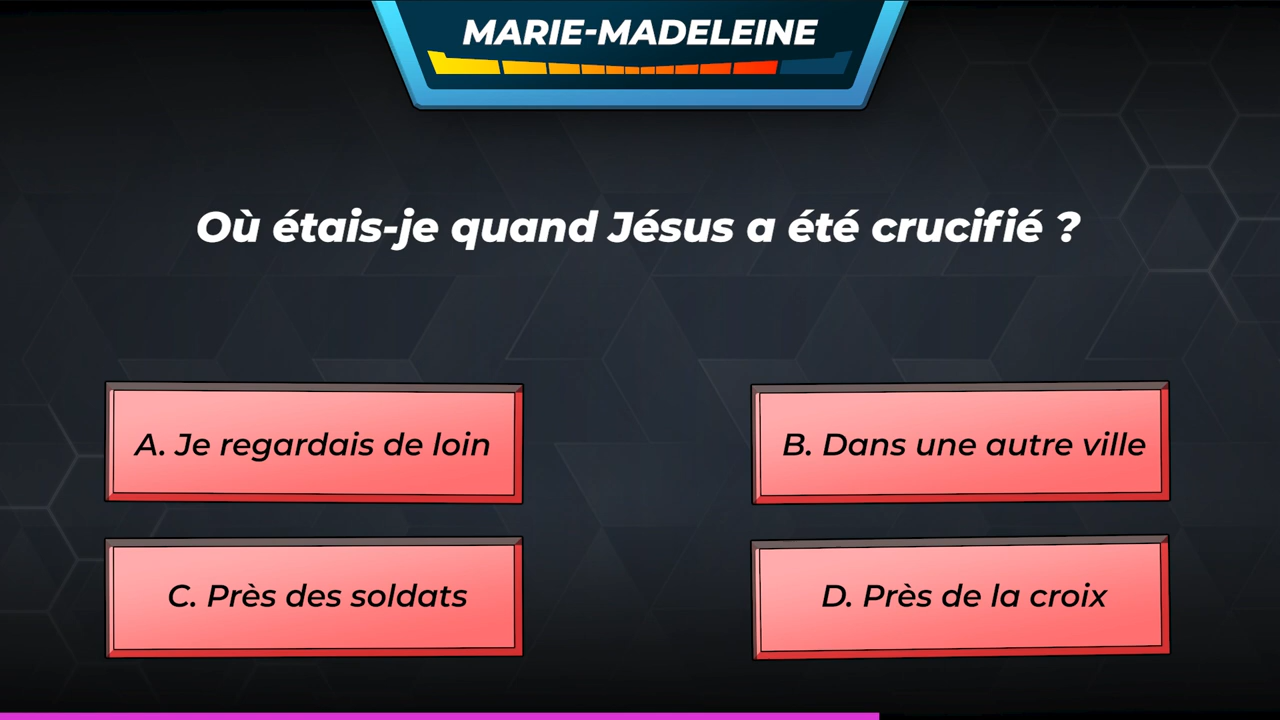 MARIE-MADELEINE
Où étais-je quand Jésus a été crucifié ?
A. Je regardais de loin
B. Dans une autre ville
C. Près des soldats
D. Près de la croix